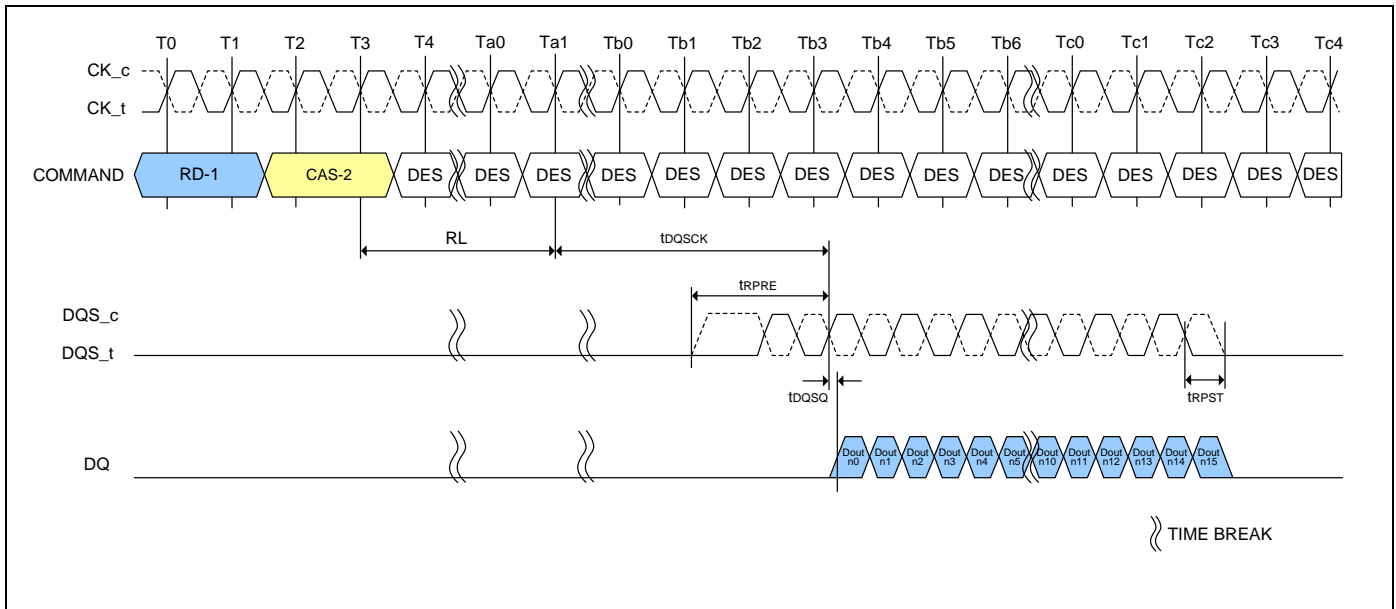 T0 T1 T2 T3 T4 Ta0 Ta1 Tb0 Tb1 Tb2 Tb3 Tb4 Tb5 Tb6 Tc0 Tc1 Tc2 Tc3 Tc4
CK_c
CK_t
COMMAND RD-1 CAS-2 DES DES DES DES DES DES DES DES DES DES DES DES DES DES DES
RL tDQSCK
tRPRE
DQS_c
DQS_t
tDQSQ tRPST
DQ Dout n0 Dout n1 Dout n2 Dout n3 Dout n4 Dout n5 Dout n10 Dout n11 Dout n12 Dout n13 Dout n14 Dout n15
TIME BREAK